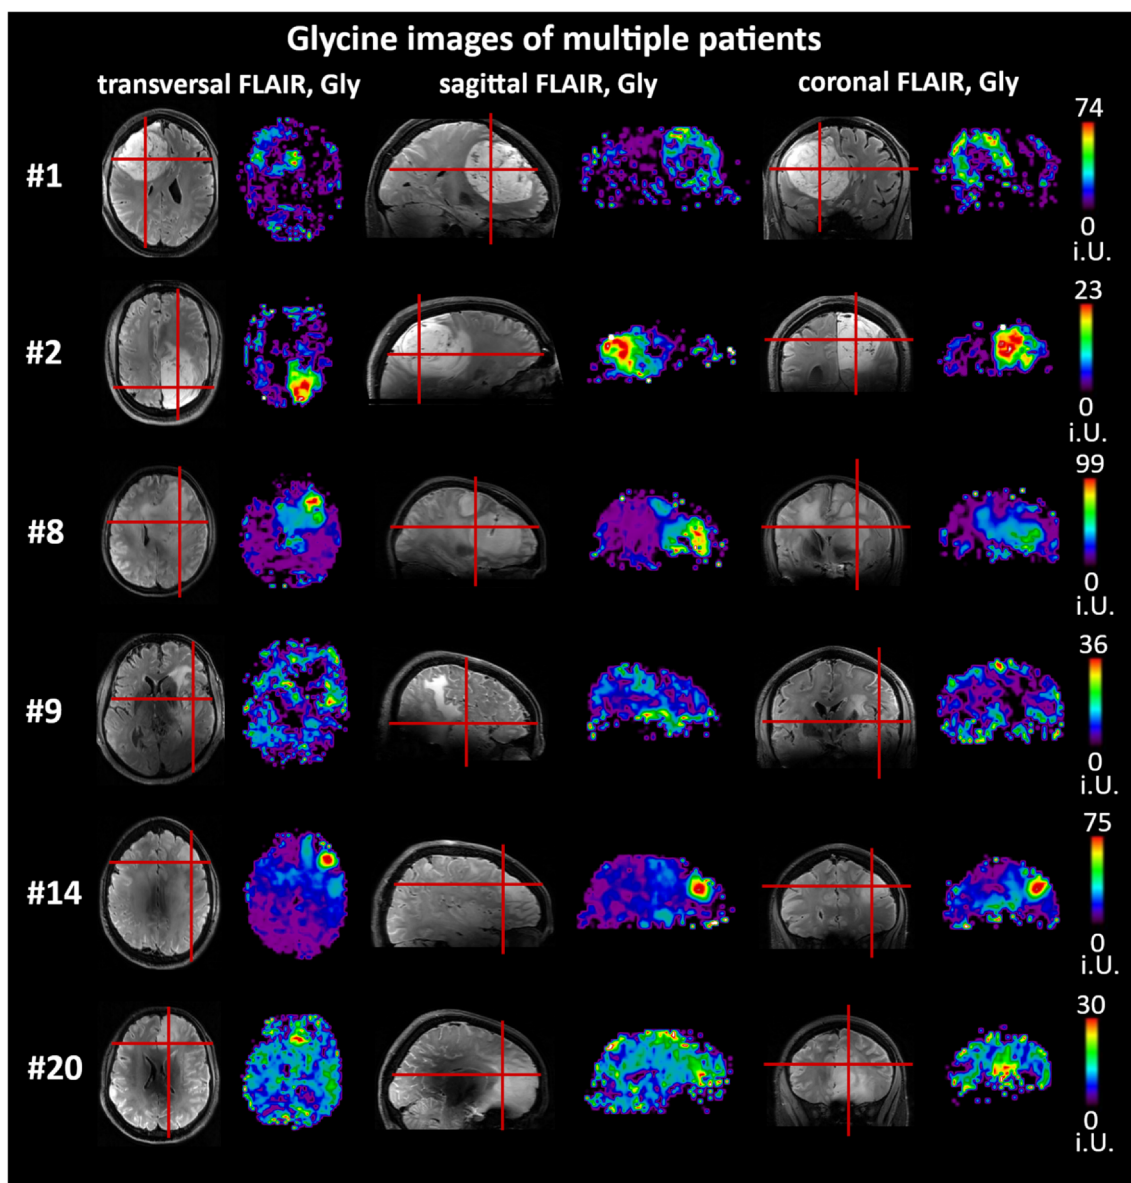 Glycine images of multiple patients
transversal FLAIR, Gly sagittal FLAIR, Gly coronal FLAIR, Gly
#1
74
0
i.U.
#2
23
0
i.U.
#8
99
0
i.U.
#9
36
0
i.U.
#14
75
0
i.U.
#20
30
0
i.U.